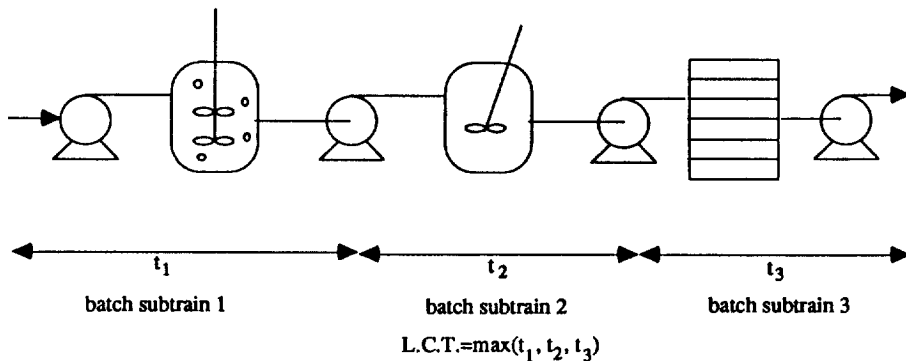 t₁ t₂ t₃
batch subtrain 1 batch subtrain 2 batch subtrain 3
L.C.T.=max(t₁, t₂, t₃)